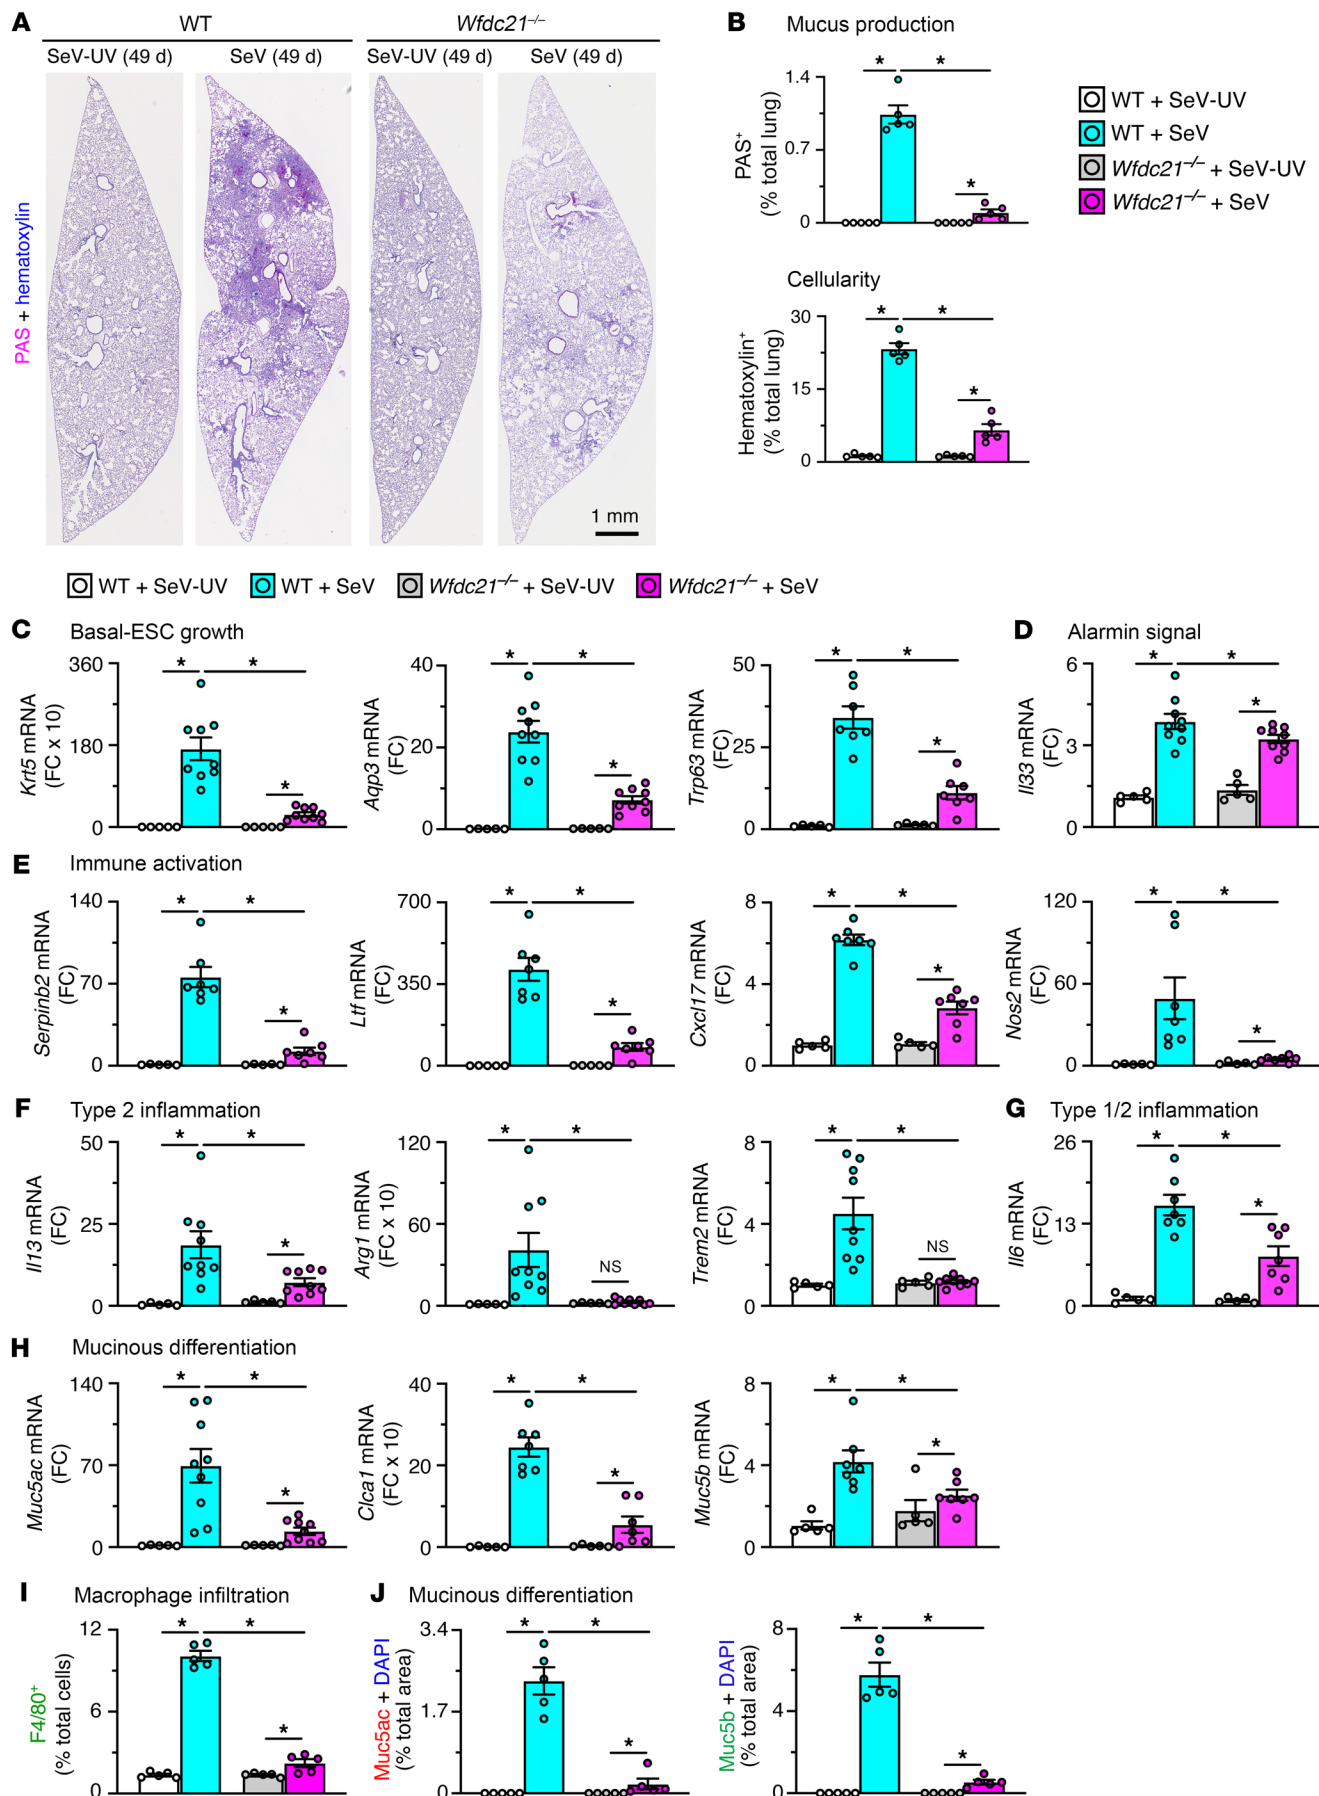 A
WT
Wfdc21–/–
SeV-UV (49 d)
SeV (49 d)
SeV-UV (49 d)
SeV (49 d)
PAS + hematoxylin
1 mm
B
Mucus production
PAS+
(% total lung)
1.4
0.7
0
*
*
*
WT + SeV-UV
WT + SeV
Wfdc21–/– + SeV-UV
Wfdc21–/– + SeV
Cellularity
Hematoxylin+
(% total lung)
30
15
0
*
*
*
WT + SeV-UV
WT + SeV
Wfdc21–/– + SeV-UV
Wfdc21–/– + SeV
C
Basal-ESC growth
Krt5 mRNA
(FC x 10)
360
180
0
*
*
*
Aqp3 mRNA
(FC)
40
20
0
*
*
*
Trp63 mRNA
(FC)
50
25
0
*
*
*
D
Alarmin signal
Il33 mRNA
(FC)
6
3
0
*
*
*
E
Immune activation
Serpinb2 mRNA
(FC)
140
70
0
*
*
*
Ltf mRNA
(FC)
700
350
0
*
*
*
Cxcl17 mRNA
(FC)
8
4
0
*
*
*
Nos2 mRNA
(FC)
120
60
0
*
*
*
F
Type 2 inflammation
Il13 mRNA
(FC)
50
25
0
*
*
*
Arg1 mRNA
(FC x 10)
120
60
0
*
*
NS
Trem2 mRNA
(FC)
8
4
0
*
*
NS
G
Type 1/2 inflammation
Il6 mRNA
(FC)
26
13
0
*
*
*
H
Mucinous differentiation
Muc5ac mRNA
(FC)
140
70
0
*
*
*
Clca1 mRNA
(FC x 10)
40
20
0
*
*
*
Muc5b mRNA
(FC)
8
4
0
*
*
*
I
Macrophage infiltration
F4/80+
(% total cells)
12
6
0
*
*
*
J
Mucinous differentiation
Muc5ac + DAPI
(% total area)
3.4
1.7
0
*
*
*
Muc5b + DAPI
(% total area)
8
4
0
*
*
*